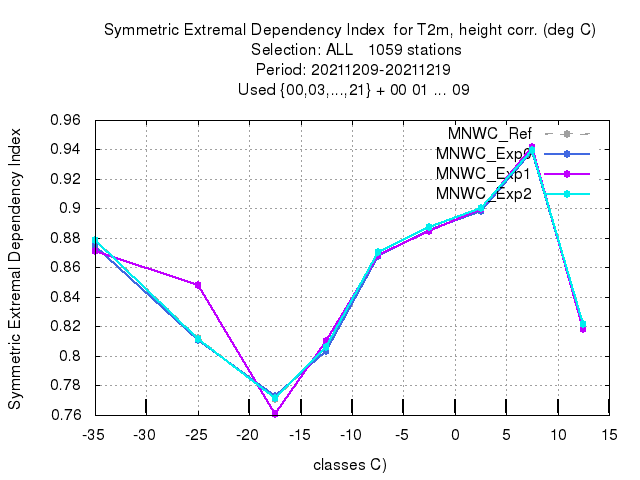 Symmetric Extremal Dependency Index  for T2m, height corr. (deg C)
Selection: ALL   1059 stations
Period: 20211209-20211219
Used {00,03,...,21} + 00 01 ... 09
Symmetric Extremal Dependency Index
0.96
0.94
0.92
0.9
0.88
0.86
0.84
0.82
0.8
0.78
0.76
MNWC_Ref
MNWC_Exp0
MNWC_Exp1
MNWC_Exp2
-35 -30 -25 -20 -15 -10 -5 0 5 10 15
classes C)